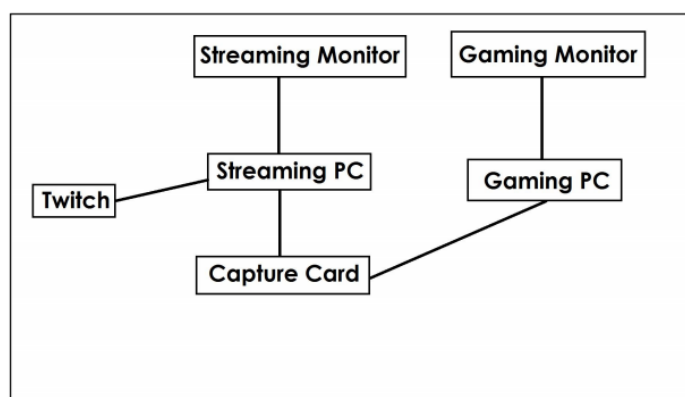 Streaming Monitor
Gaming Monitor
Streaming PC
Gaming PC
Twitch
Capture Card